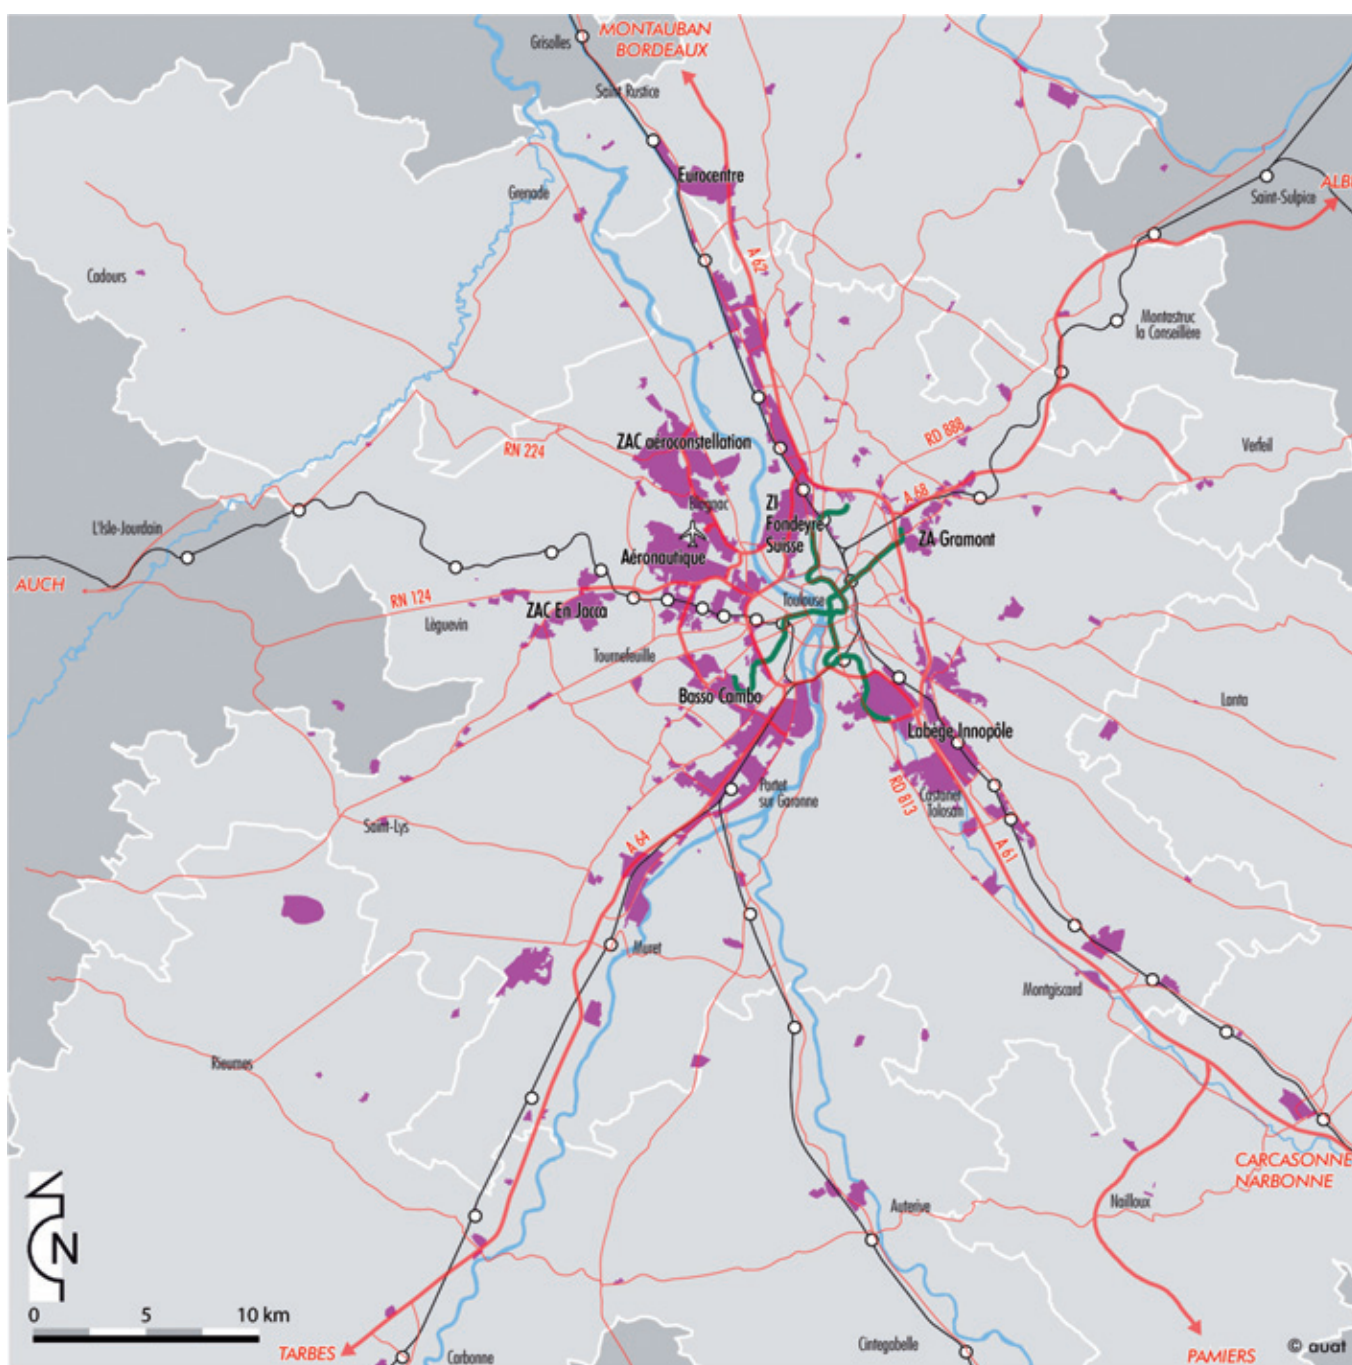 MONTAUBAN
BORDEAUX
Grisolles
Saint Rustice
Eurocentre
Grenade
Saint-Sulpice
ALBI
A 62
Cadours
Montastruc
la Conseillère
RD 888
Verfeil
ZAC aéroconstellation
RN 224
A 68
Blagnac
ZI
Fondeyre
Suisse
L'Isle-Jourdain
ZA Gramont
Aéronautique
AUCH
RN 124
ZAC En Jacca
Toulouse
Lèguevin
Tournefeuille
Basso Cambo
Lanta
Labège Innopôle
Portet
sur Garonne
RD 813
Castanet
Tolosan
Saint-Lys
A 64
A 61
Muret
Montgiscard
Rieumes
CARCASONNE
NARBONNE
Auterive
Nailloux
N
0 5 10 km
TARBES
Carbonne
Cintegabelle
PAMIERS
© auat